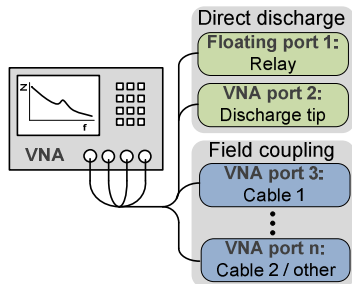 Direct discharge
Floating port 1:
Relay
VNA port 2:
Discharge tip
Z
f
VNA
Field coupling
VNA port 3:
Cable 1
VNA port n:
Cable 2 / other